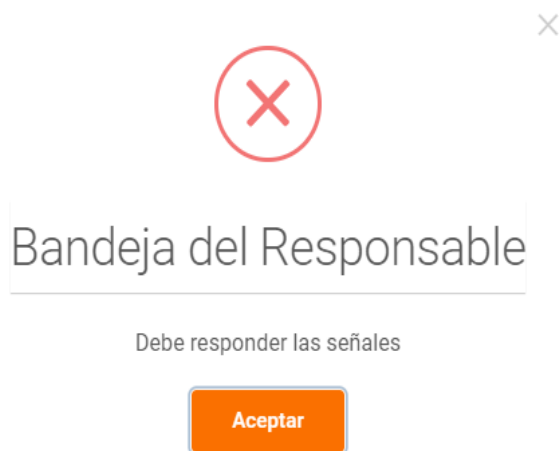 Bandeja del Responsable
Debe responder las señales
Aceptar